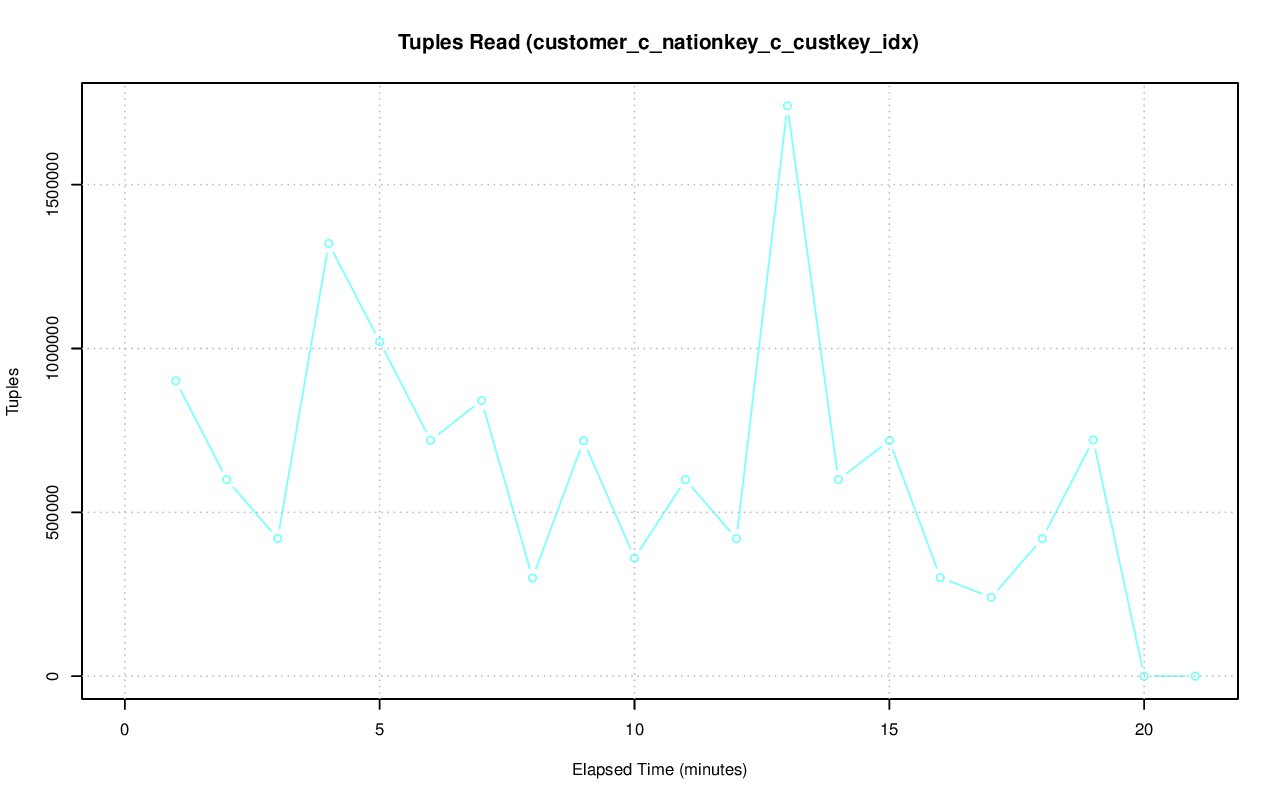 Tuples Read (customer_c_nationkey_c_custkey_idx)
1500000
1000000
500000
0
Tuples
0 5 10 15 20
Elapsed Time (minutes)